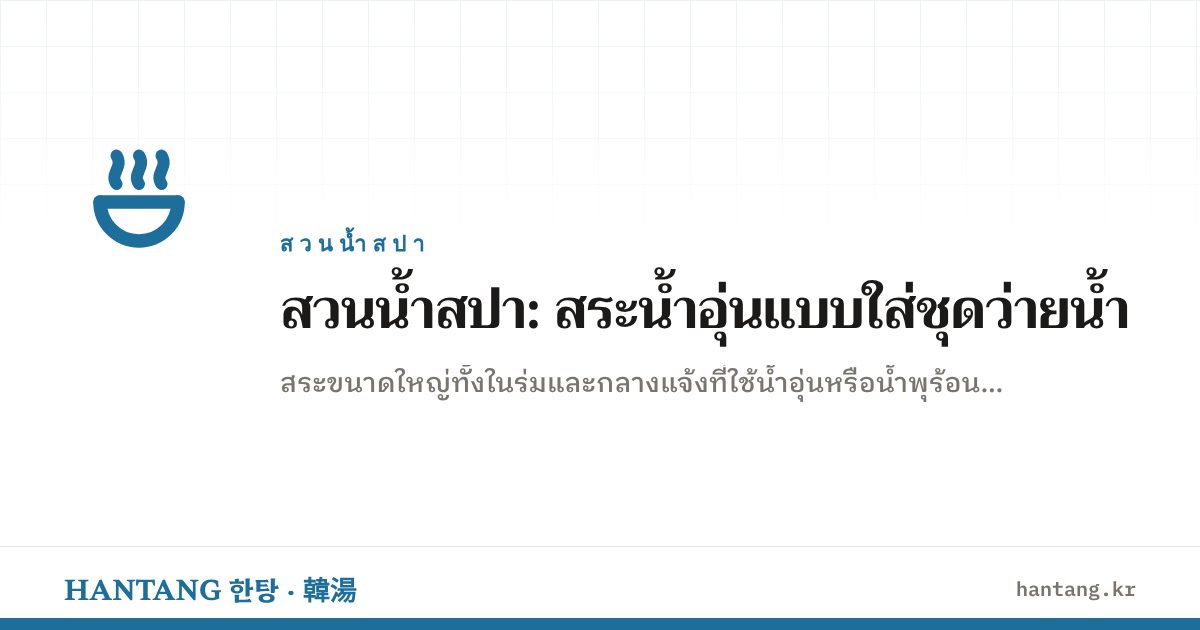 สวนน้ำสปา
สวนน้ำสปา: สระน้ำอุ่นแบบใส่ชุดว่ายน้ำ
สระขนาดใหญ่ทั้งในร่มและกลางแจ้งที่ใช้น้ำอุ่นหรือน้ำพุร้อน…
HANTANG 한탕 · 韓湯
hantang.kr